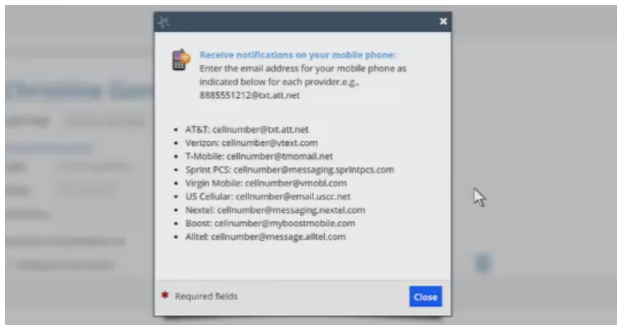 Receive notifications on your mobile phone:
Enter the email address for your mobile phone as
indicated below for each provider.e.g.,
8885551212@txt.att.net
• AT&T: cellnumber@txt.att.net
• Verizon: cellnumber@vtext.com
• T-Mobile: cellnumber@tmomail.net
• Sprint PCS: cellnumber@messaging.sprintpcs.com
• Virgin Mobile: cellnumber@vmobl.com
• US Cellular: cellnumber@email.uscc.net
• Nextel: cellnumber@messaging.nextel.com
• Boost: cellnumber@myboostmobile.com
• Alltel: cellnumber@message.alltel.com
* Required fields
Close